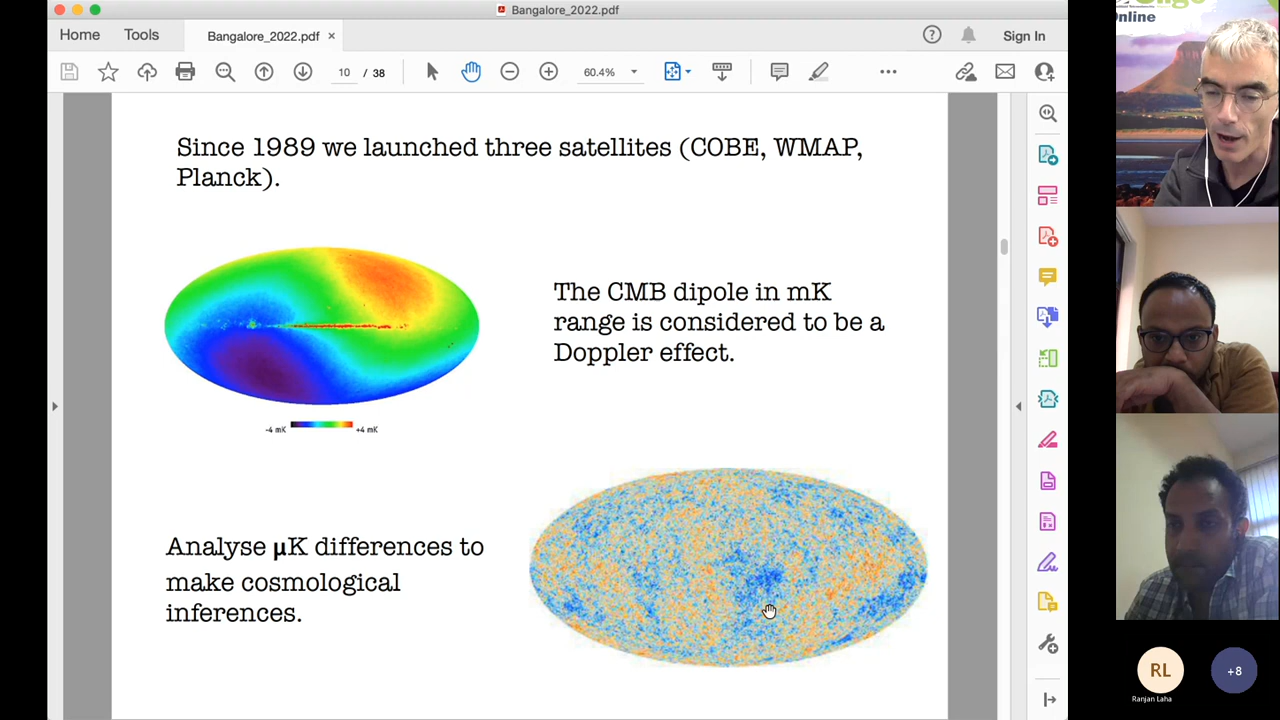 Bangalore_2022.pdf
Home
Tools
Bangalore_2022.pdf ×
Sign In
10 / 38
60.4%
Since 1989 we launched three satellites (COBE, WMAP,
Planck).
The CMB dipole in mK
range is considered to be a
Doppler effect.
-4 mK
+4 mK
Analyse μK differences to
make cosmological
inferences.
Online
RL
+8
Ranjan Laha